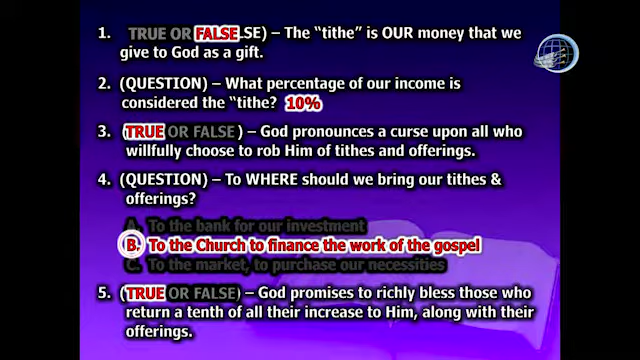 1. TRUE OR FALSE LSE) – The “tithe” is OUR money that we
give to God as a gift.
2. (QUESTION) – What percentage of our income is
considered the “tithe? 10%
3. (TRUE OR FALSE) – God pronounces a curse upon all who
willfully choose to rob Him of tithes and offerings.
4. (QUESTION) – To WHERE should we bring our tithes &
offerings?
A. To the bank for our investment
B. To the Church to finance the work of the gospel
C. To the market, to purchase our necessities
5. (TRUE OR FALSE) – God promises to richly bless those who
return a tenth of all their increase to Him, along with their
offerings.